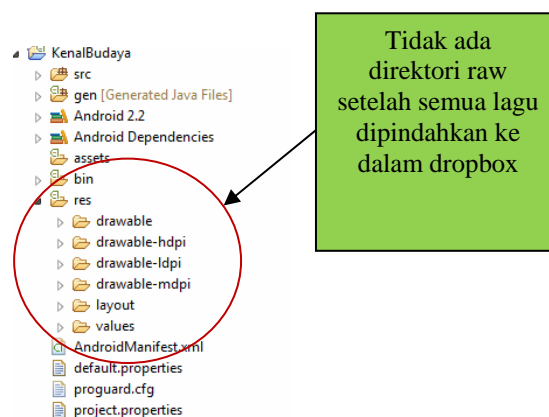 KenalBudaya
src
gen [Generated Java Files]
Android 2.2
Android Dependencies
assets
bin
res
drawable
drawable-hdpi
drawable-ldpi
drawable-mdpi
layout
values
AndroidManifest.xml
default.properties
proguard.cfg
project.properties
Tidak ada
direktori raw
setelah semua lagu
dipindahkan ke
dalam dropbox